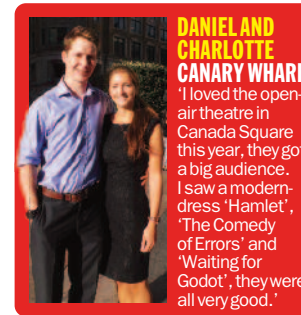 DANIEL AND
CHARLOTTE
CANARY WHARF
‘I loved the open-
air theatre in
Canada Square
this year, they got
a big audience.
I saw a modern-
dress ‘Hamlet’,
‘The Comedy
of Errors’ and
‘Waiting for
Godot’, they were
all very good.’